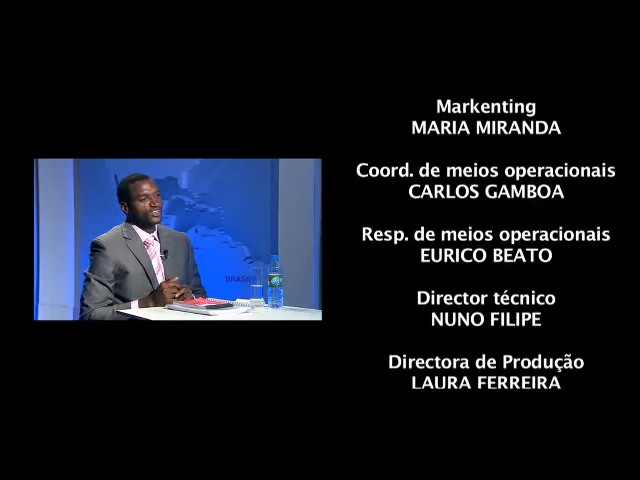 Markenting
MARIA MIRANDA
Coord. de meios operacionais
CARLOS GAMBOA
Resp. de meios operacionais
EURICO BEATO
Director técnico
NUNO FILIPE
Directora de Produção
LAURA FERREIRA
BRASIL